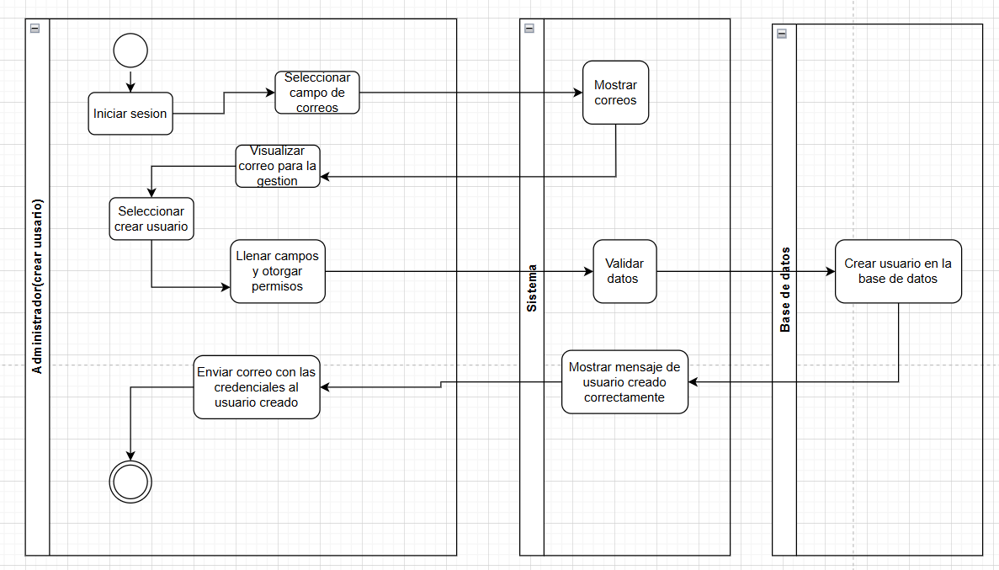 Administrador(crear uusario)
Iniciar sesion
Seleccionar
campo de
correos
Visualizar
correo para la
gestion
Seleccionar
crear usuario
Llenar campos
y otorgar
permisos
Enviar correo con las
credenciales al
usuario creado
Sistema
Mostrar
correos
Validar
datos
Mostrar mensaje de
usuario creado
correctamente
Base de datos
Crear usuario en la
base de datos